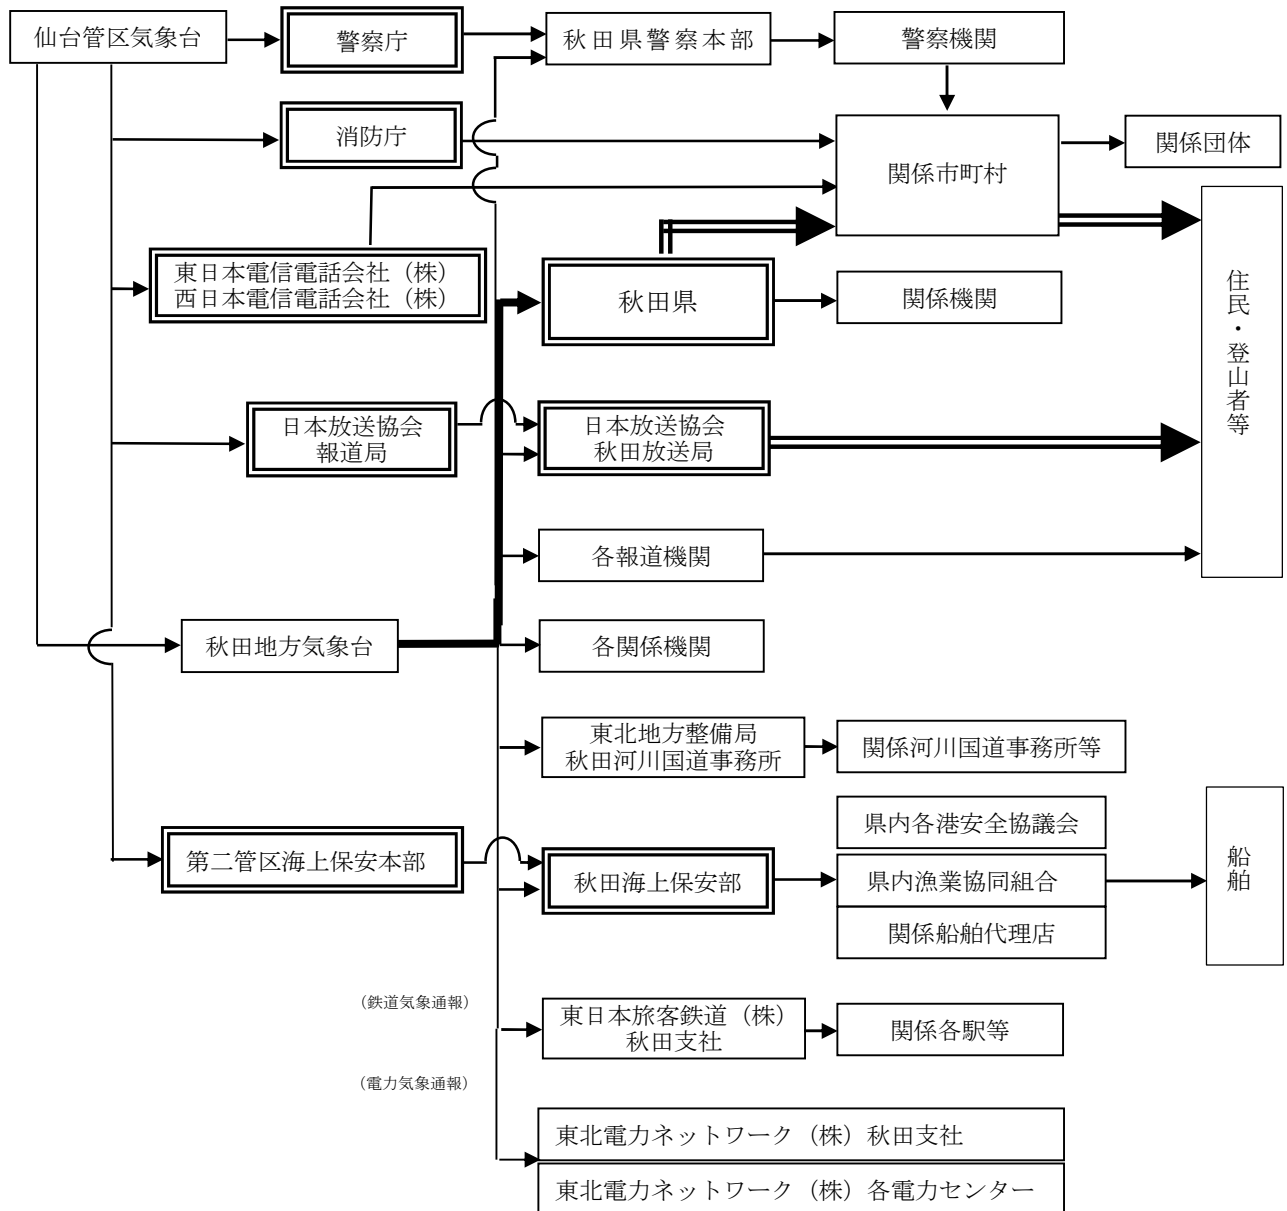 仙台管区気象台
警察庁
秋田県警察本部
警察機関
消防庁
関係市町村
関係団体
東日本電信電話会社（株）
西日本電信電話会社（株）
秋田県
関係機関
住民・登山者等
日本放送協会
報道局
日本放送協会
秋田放送局
各報道機関
秋田地方気象台
各関係機関
東北地方整備局
秋田河川国道事務所
関係河川国道事務所等
第二管区海上保安本部
秋田海上保安部
県内各港安全協議会
県内漁業協同組合
関係船舶代理店
船舶
（鉄道気象通報）
東日本旅客鉄道（株）
秋田支社
関係各駅等
（電力気象通報）
東北電力ネットワーク（株）秋田支社
東北電力ネットワーク（株）各電力センター